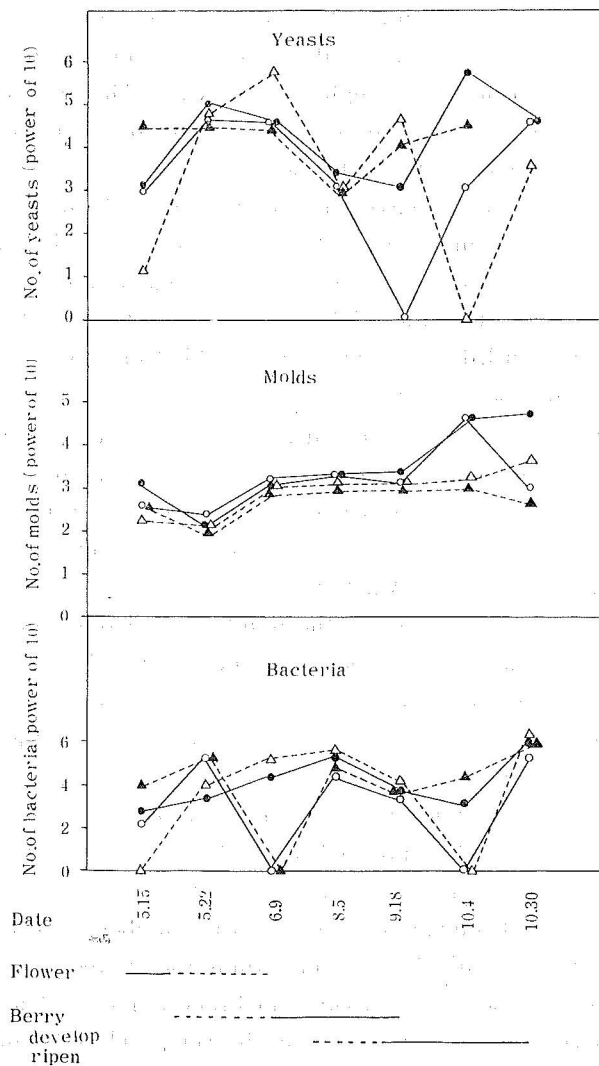 Yeasts
No. of yeasts (power of 10)
6
5
4
3
2
1
0
Molds
No. of molds (power of 10)
5
4
3
2
1
0
Bacteria
No. of bacteria(power of 10)
6
4
2
0
Date
5.15
5.22
6.9
8.5
9.18
10.4
10.30
Flower
Berry
develop
ripen